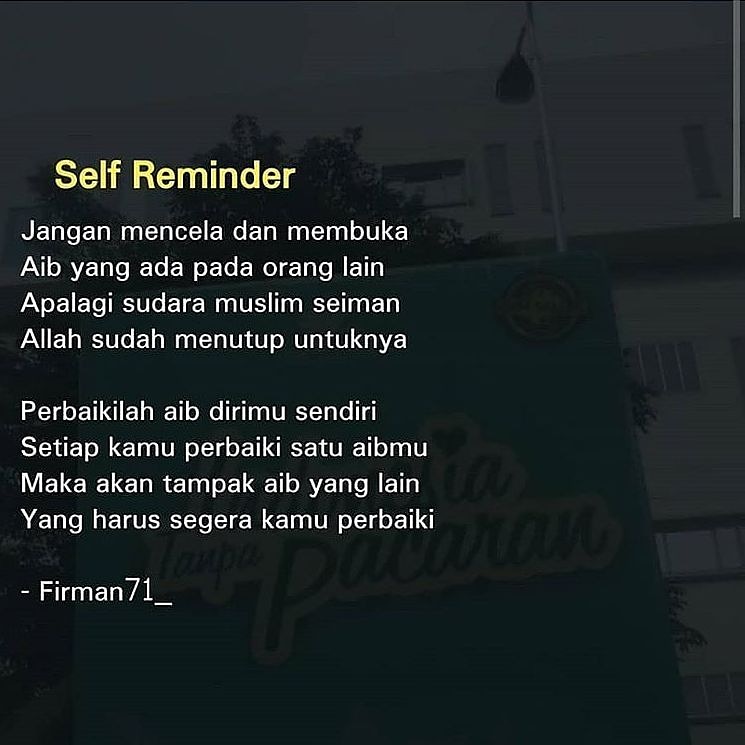 Self Reminder
Jangan mencela dan membuka
Aib yang ada pada orang lain
Apalagi sudara muslim seiman
Allah sudah menutup untuknya
Perbaikilah aib dirimu sendiri
Setiap kamu perbaiki satu aibmu
Maka akan tampak aib yang lain
Yang harus segera kamu perbaiki
- Firman71_
Indonesia
Tanpa
Pacaran